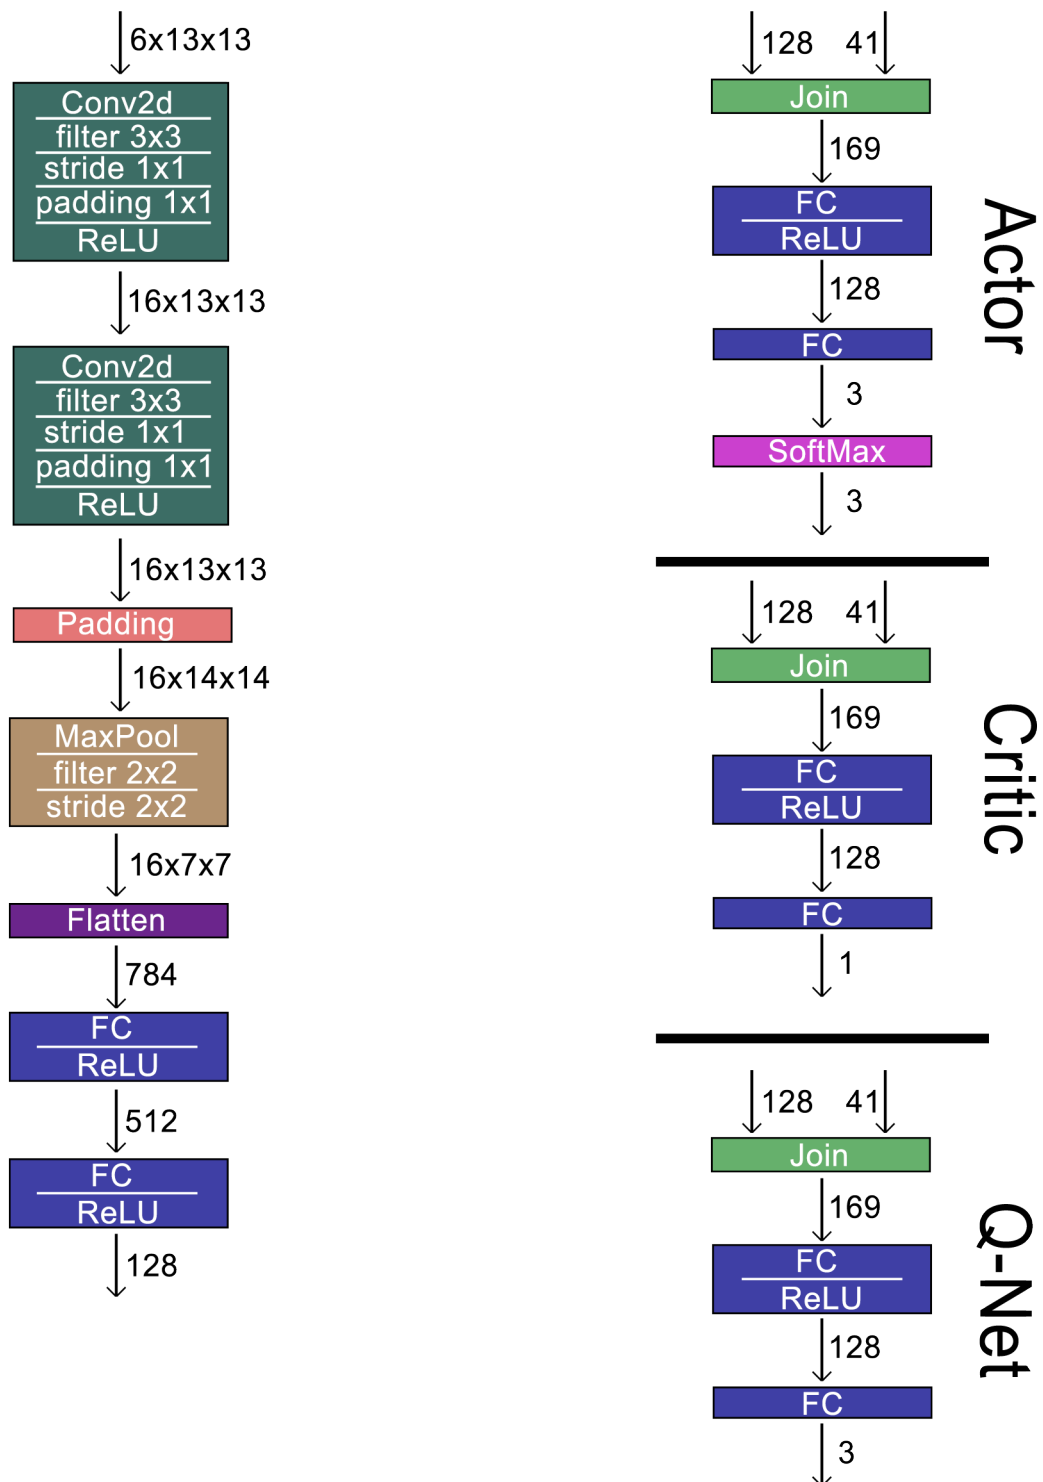 6x13x13
Conv2d
filter 3x3
stride 1x1
padding 1x1
ReLU
16x13x13
Conv2d
filter 3x3
stride 1x1
padding 1x1
ReLU
16x13x13
Padding
16x14x14
MaxPool
filter 2x2
stride 2x2
16x7x7
Flatten
784
FC
ReLU
512
FC
ReLU
128
128 41
Join
169
FC
ReLU
128
FC
3
SoftMax
3
Actor
128 41
Join
169
FC
ReLU
128
FC
1
Critic
128 41
Join
169
FC
ReLU
128
FC
3
Q-Net